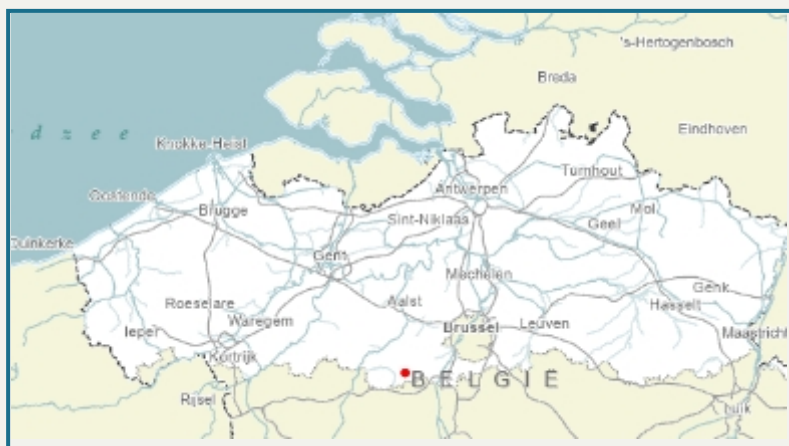 's-Hertogenbosch
Breda
Eindhoven
d z e e
Knokke-Heist
Turnhout
Antwerpen
Oostende
Brugge
Sint-Niklaas
Geel
Mol
Duinkerke
Gent
Mechelen
Genk
Roeselare
Aalst
Hasselt
Ieper
Waregem
Brussel
Leuven
Maastricht
Kortrijk
BELGIË
Rijsel
Luik